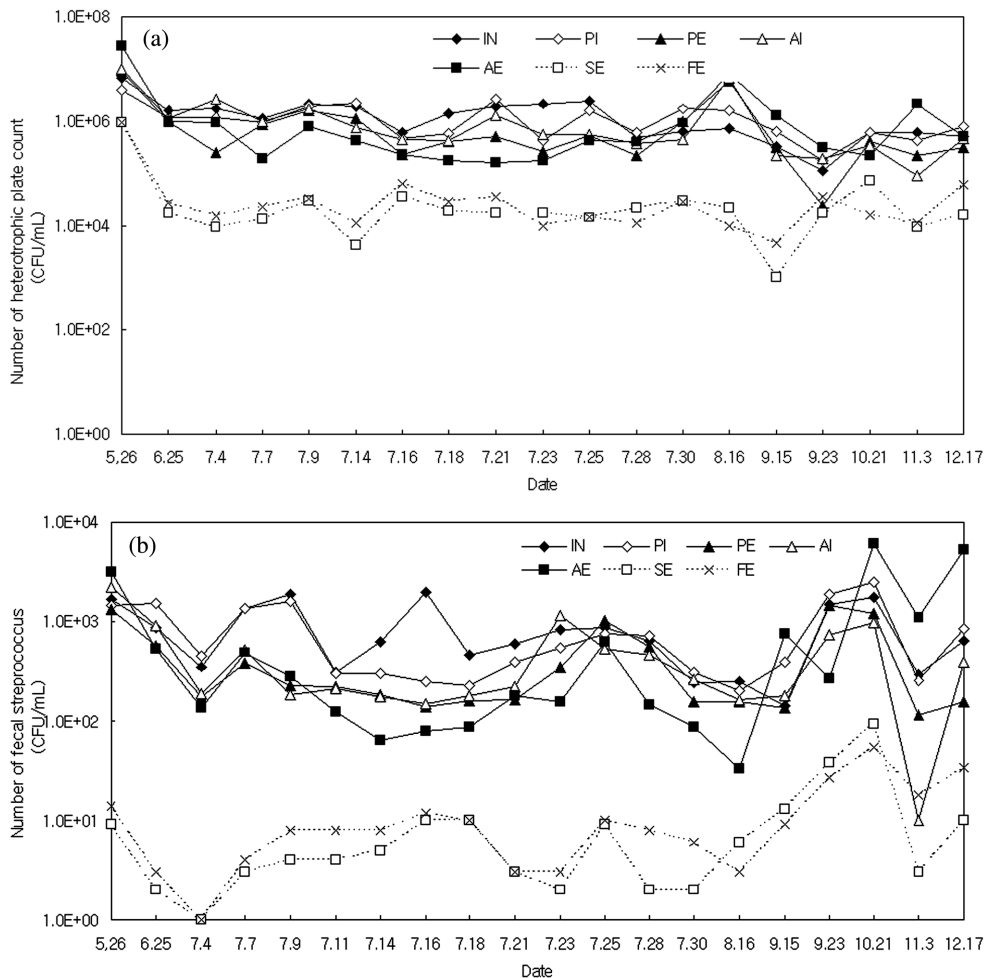 1.0E+08
(a)
IN PI PE AI
AE SE FE
1.0E+06
1.0E+04
1.0E+02
1.0E+00
Number of heterotrophic plate count
(CFU/mL)
5,26 6.25 7.4 7.7 7.9 7.14 7.16 7.18 7.21 7.23 7.25 7.28 7.30 8.16 9.15 9.23 10.21 11.3 12.17
Date
1.0E+04
(b)
IN PI PE AI
AE SE FE
1.0E+03
1.0E+02
1.0E+01
1.0E+00
Number of fecal streprococcus
(CFU/mL)
5,26 6.25 7.4 7.7 7.9 7.11 7.14 7.16 7.18 7.21 7.23 7.25 7.28 7.30 8.16 9.15 9.23 10.21 11.3 12.17
Date